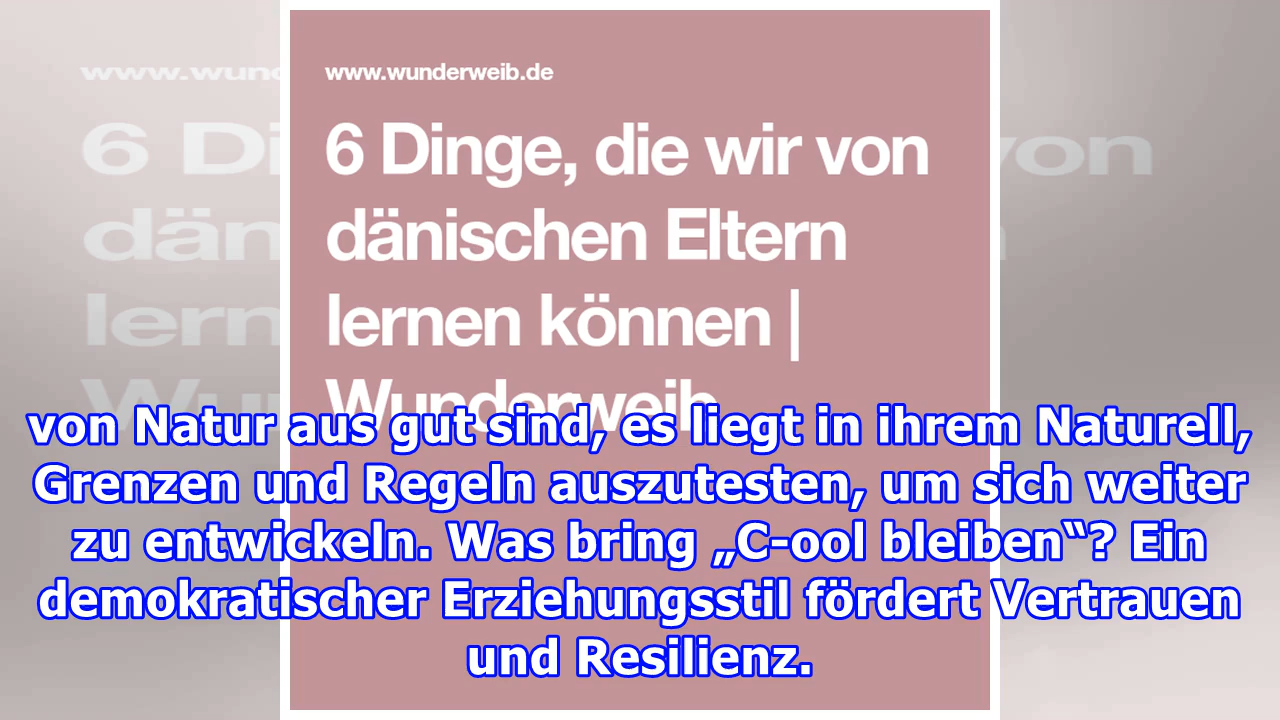 www.wunderweib.de
6 Dinge, die wir von
dänischen Eltern
lernen können |
Wunderweib
von Natur aus gut sind, es liegt in ihrem Naturell,
Grenzen und Regeln auszutesten, um sich weiter
zu entwickeln. Was bring „C-ool bleiben“? Ein
demokratischer Erziehungsstil fördert Vertrauen
und Resilienz.